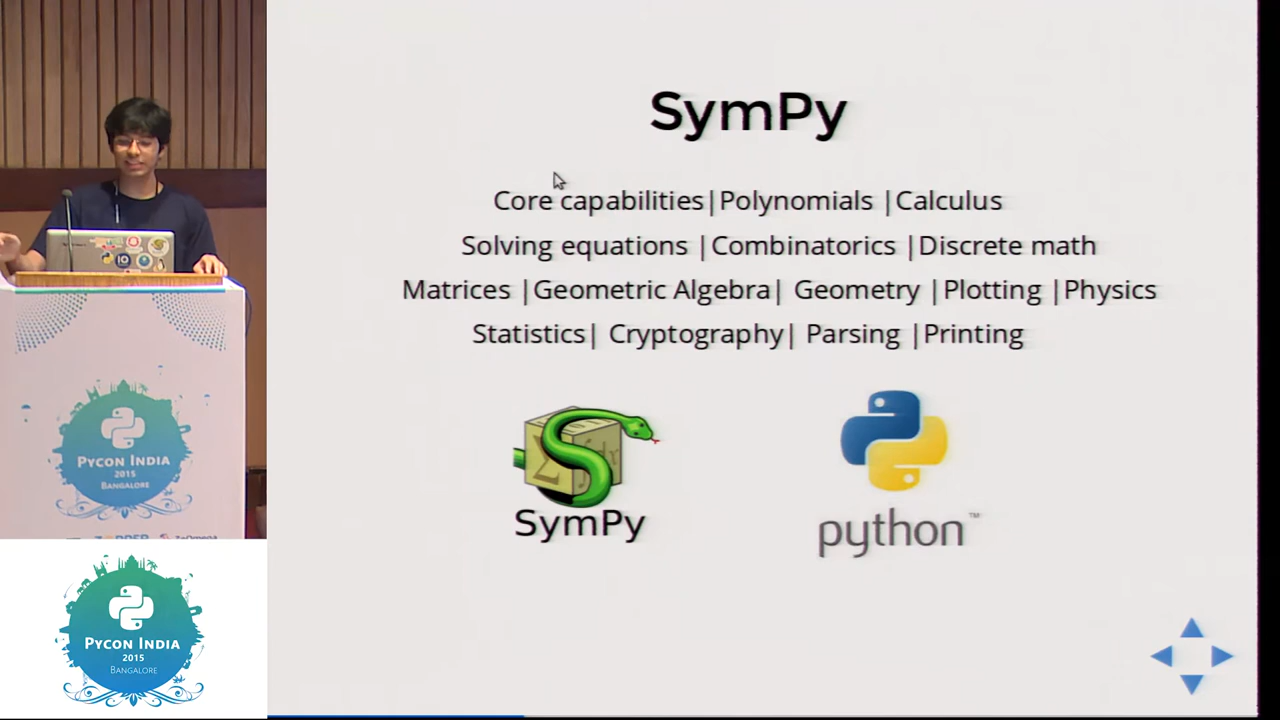 SymPy
Core capabilities|Polynomials |Calculus
Solving equations |Combinatorics |Discrete math
Matrices |Geometric Algebra| Geometry |Plotting |Physics
Statistics| Cryptography| Parsing |Printing
SymPy
python™
PYCON INDIA
2015
BANGALORE
PYCON INDIA
2015
BANGALORE